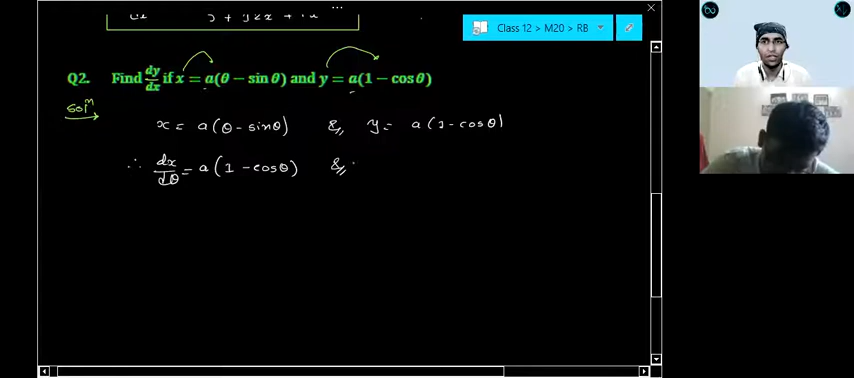 Class 12 > M20 > RB
Q2. Find dy/dx if x = a(θ − sin θ) and y = a(1 − cos θ)
Solⁿ
x = a(θ - sinθ) & y = a(1 - cosθ)
∴ dx/dθ = a(1 - cosθ) &